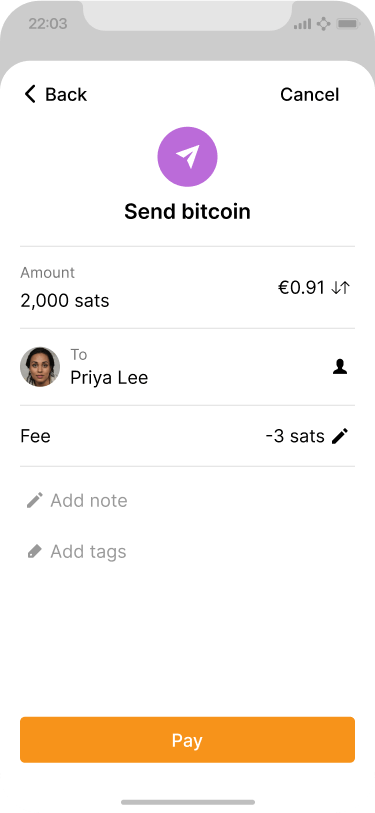 22:03
Back
Cancel
Send bitcoin
Amount
2,000 sats
€0.91
To
Priya Lee
Fee
-3 sats
Add note
Add tags
Pay